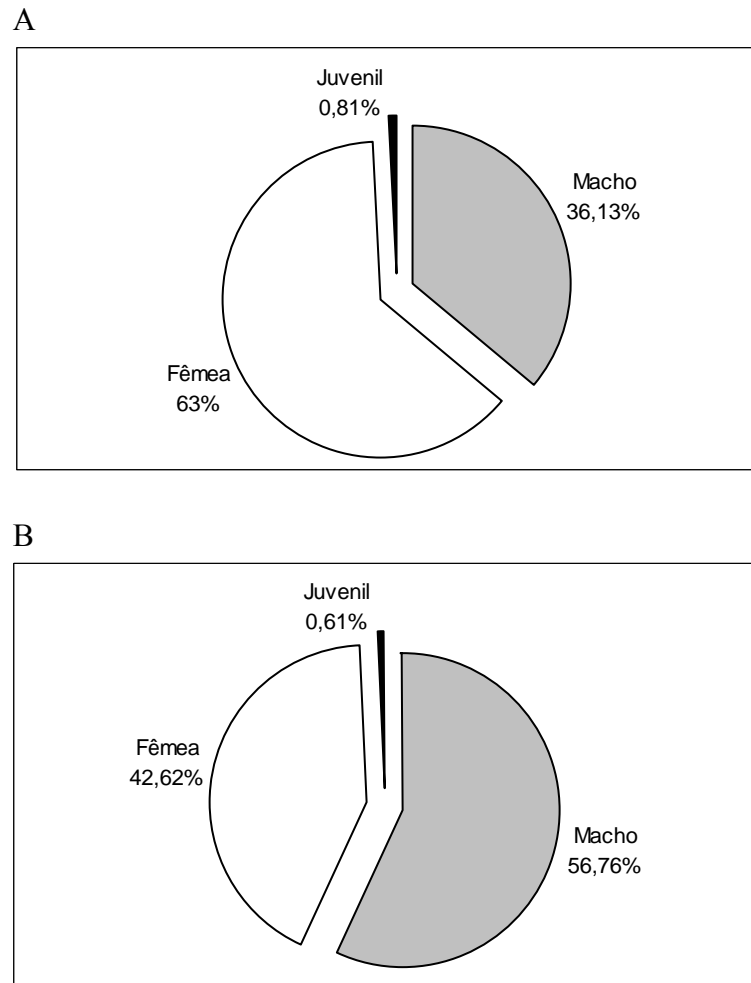 A
Juvenil
0,81%
Macho
36,13%
Fêmea
63%
B
Juvenil
0,61%
Fêmea
42,62%
Macho
56,76%